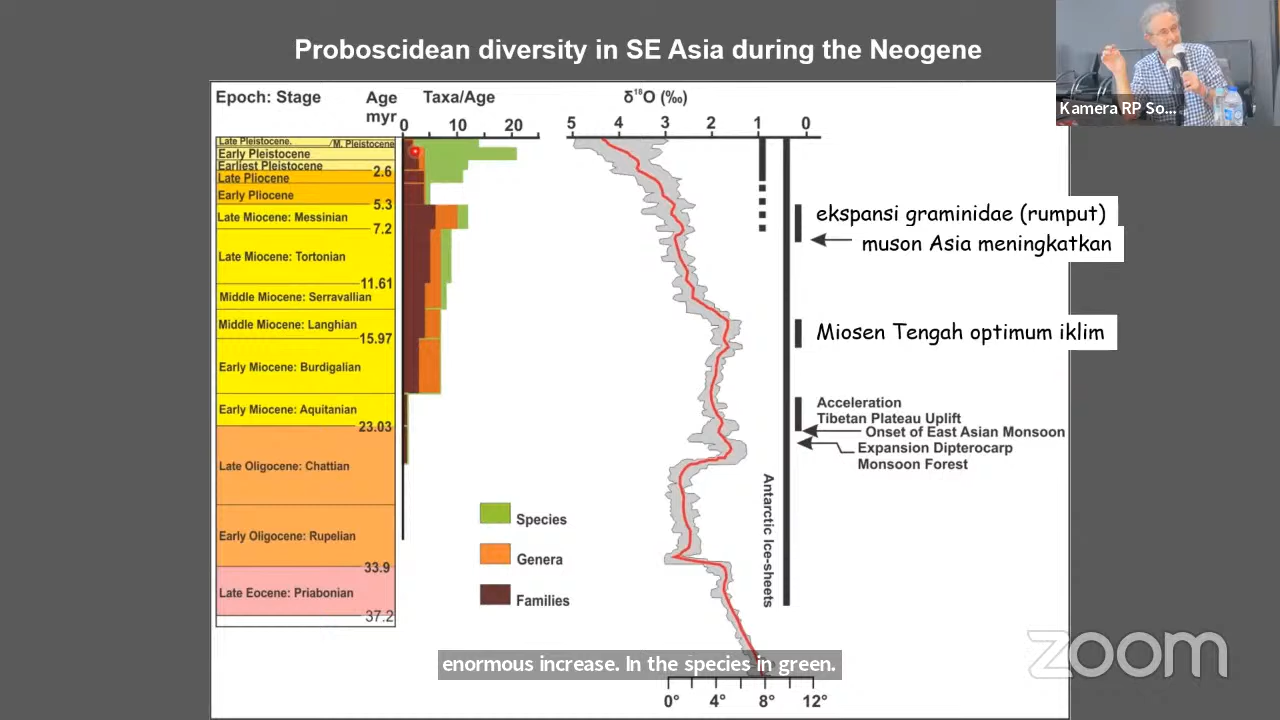 Proboscidean diversity in SE Asia during the Neogene
Kamera RP So...
Epoch: Stage
Age
myr
Taxa/Age
0 10 20
δ¹⁸O (‰)
5 4 3 2 1 0
Late Pleistocene.
M. Pleistocene
Early Pleistocene
Earliest Pleistocene
2.6
Late Pliocene
Early Pliocene
5.3
Late Miocene: Messinian
7.2
Late Miocene: Tortonian
11.61
Middle Miocene: Serravallian
Middle Miocene: Langhian
15.97
Early Miocene: Burdigalian
Early Miocene: Aquitanian
23.03
Late Oligocene: Chattian
Early Oligocene: Rupelian
33.9
Late Eocene: Priabonian
37.2
Species
Genera
Families
Antarctic Ice-sheets
ekspansi graminidae (rumput)
muson Asia meningkatkan
Miosen Tengah optimum iklim
Acceleration
Tibetan Plateau Uplift
Onset of East Asian Monsoon
Expansion Dipterocarp
Monsoon Forest
enormous increase. In the species in green.
0° 4° 8° 12°
zoom